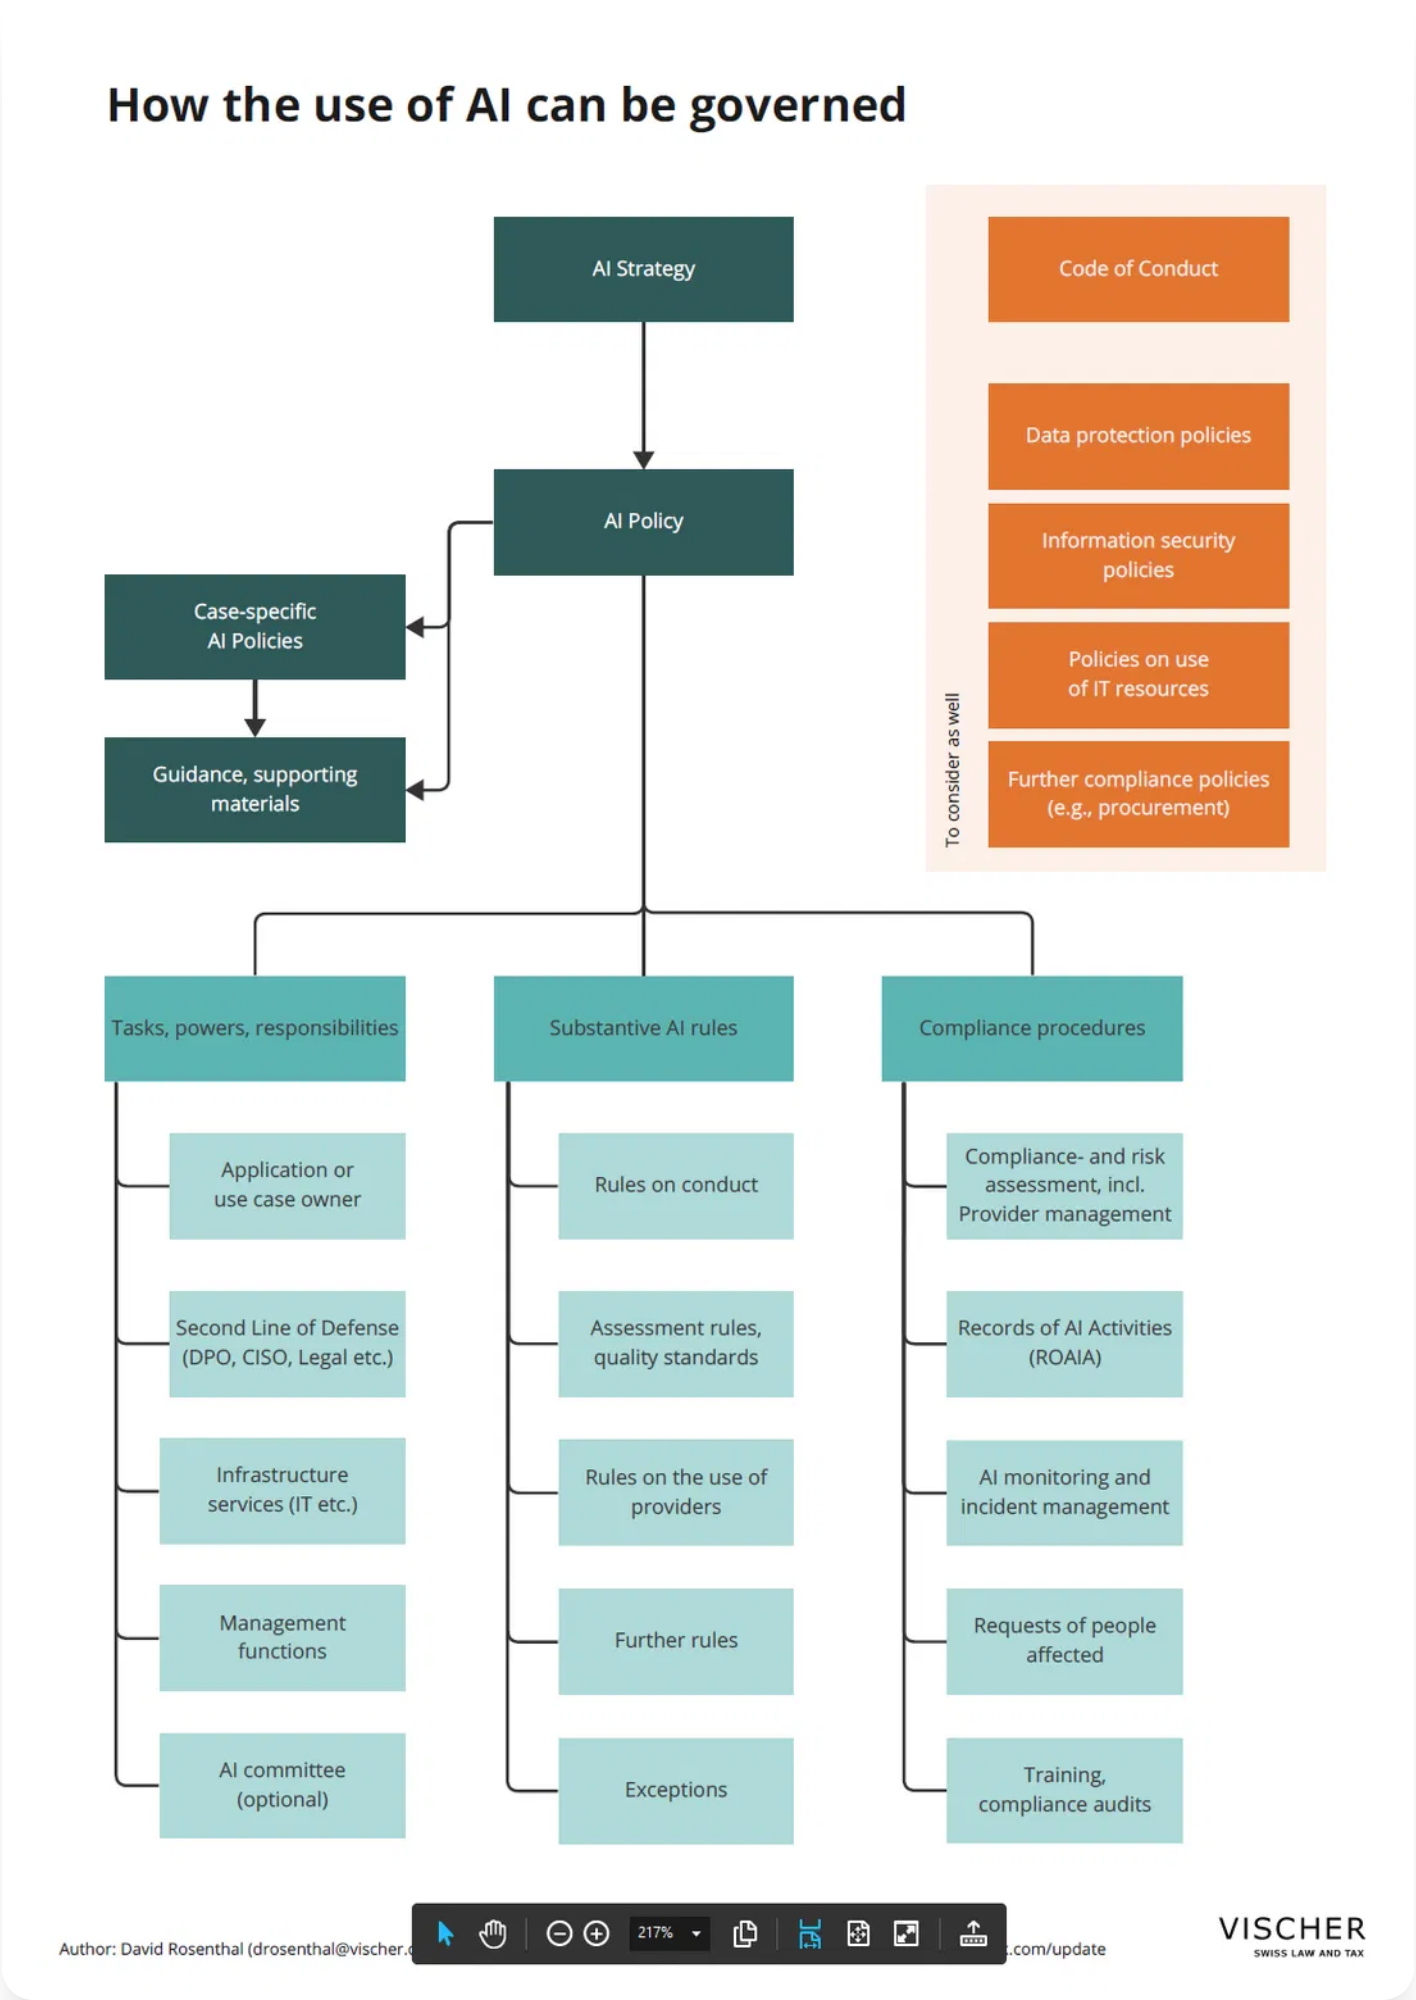 How the use of AI can be governed
AI Strategy
Code of Conduct
Data protection policies
AI Policy
Information security
policies
Case-specific
AI Policies
Policies on use
of IT resources
To consider as well
Guidance, supporting
materials
Further compliance policies
(e.g., procurement)
Tasks, powers, responsibilities
Substantive AI rules
Compliance procedures
Application or
use case owner
Rules on conduct
Compliance- and risk
assessment, incl.
Provider management
Second Line of Defense
(DPO, CISO, Legal etc.)
Assessment rules,
quality standards
Records of AI Activities
(ROAIA)
Infrastructure
services (IT etc.)
Rules on the use of
providers
AI monitoring and
incident management
Management
functions
Further rules
Requests of people
affected
AI committee
(optional)
Exceptions
Training,
compliance audits
217%
Author: David Rosenthal (drosenthal@vischer.
.com/update
VISCHER
SWISS LAW AND TAX